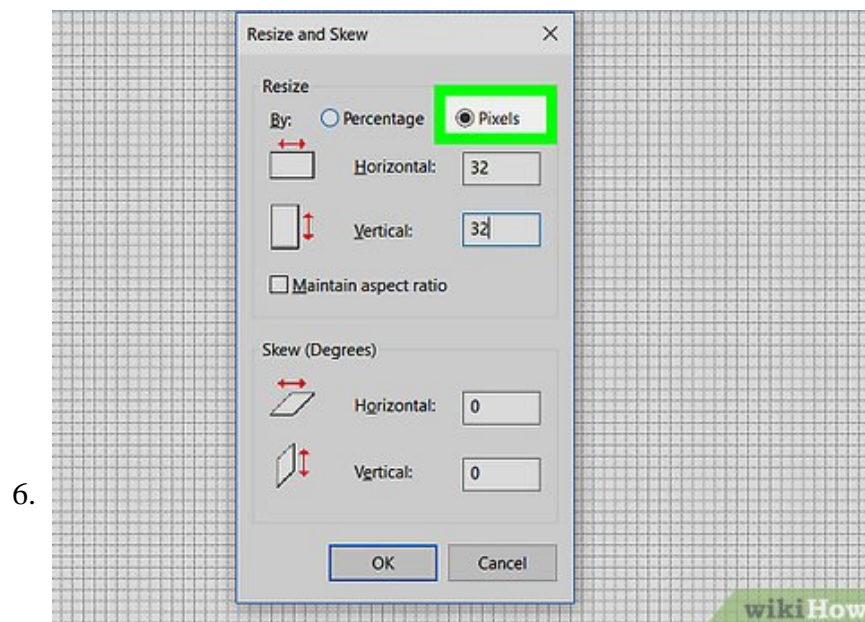 Resize and Skew
Resize
By: Percentage Pixels
Horizontal: 32
Vertical: 32
Maintain aspect ratio
Skew (Degrees)
Horizontal: 0
Vertical: 0
6.
OK Cancel
wikiHow